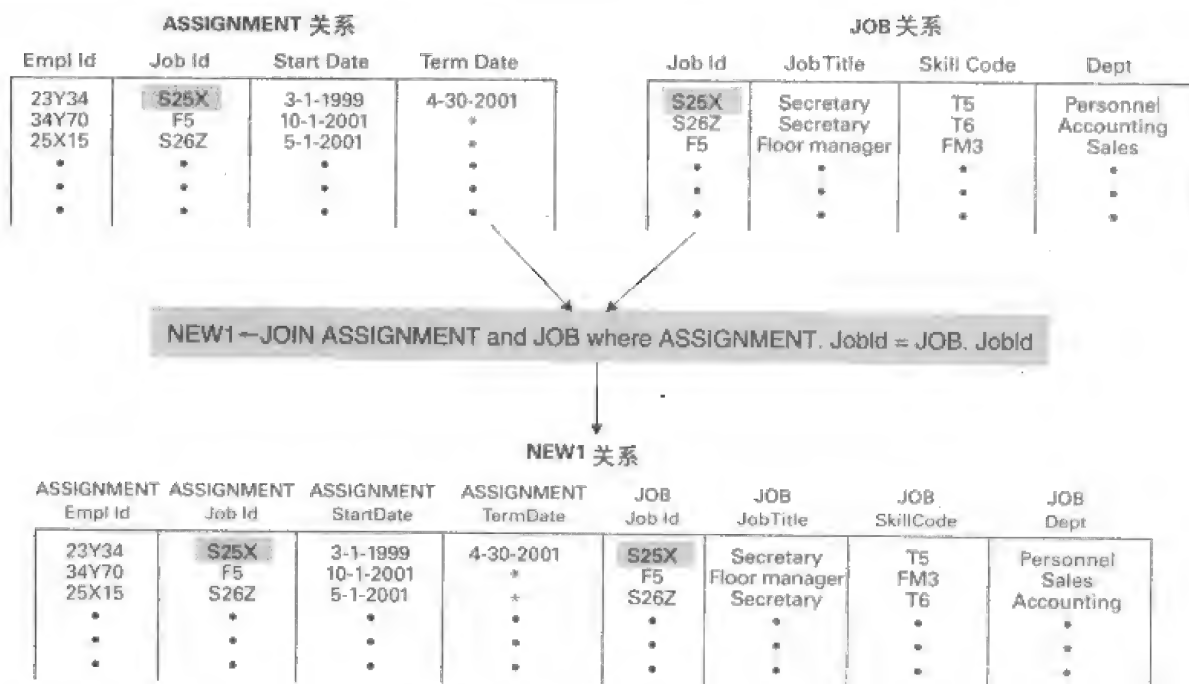 ASSIGNMENT 关系
JOB 关系
Empl Id Job Id Start Date Term Date
Job Id JobTitle Skill Code Dept
23Y34 S25X 3-1-1999 4-30-2001
34Y70 F5 10-1-2001 *
25X15 S26Z 5-1-2001 *
S25X Secretary T5 Personnel
S26Z Secretary T6 Accounting
F5 Floor manager FM3 Sales
NEW1←JOIN ASSIGNMENT and JOB where ASSIGNMENT. JobId = JOB. JobId
NEW1 关系
ASSIGNMENT ASSIGNMENT ASSIGNMENT ASSIGNMENT JOB JOB JOB JOB
Empl Id Job Id StartDate TermDate Job Id JobTitle SkillCode Dept
23Y34 S25X 3-1-1999 4-30-2001 S25X Secretary T5 Personnel
34Y70 F5 10-1-2001 * F5 Floor manager FM3 Sales
25X15 S26Z 5-1-2001 * S26Z Secretary T6 Accounting